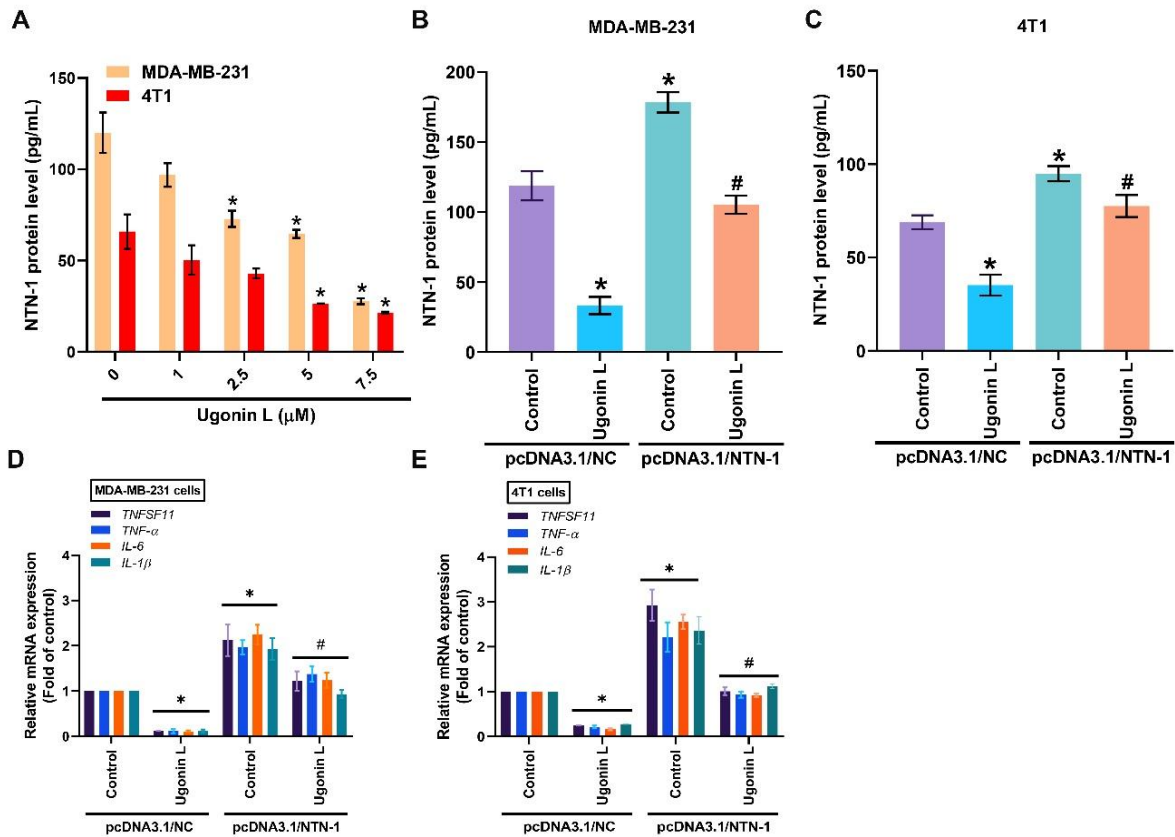 A
MDA-MB-231
4T1
NTN-1 protein level (pg/mL)
150
100
50
0
*
*
*
*
*
0
1
2.5
5
7.5
Ugonin L (μM)
B
MDA-MB-231
NTN-1 protein level (pg/mL)
200
150
100
50
0
*
*
#
Control
Ugonin L
Control
Ugonin L
pcDNA3.1/NC
pcDNA3.1/NTN-1
C
4T1
NTN-1 protein level (pg/mL)
150
100
50
0
*
*
#
Control
Ugonin L
Control
Ugonin L
pcDNA3.1/NC
pcDNA3.1/NTN-1
D
MDA-MB-231 cells
TNFSF11
TNF-α
IL-6
IL-1β
Relative mRNA expression
(Fold of control)
4
3
2
1
0
*
*
#
Control
Ugonin L
Control
Ugonin L
pcDNA3.1/NC
pcDNA3.1/NTN-1
E
4T1 cells
TNFSF11
TNF-α
IL-6
IL-1β
Relative mRNA expression
(Fold of control)
4
3
2
1
0
*
*
#
Control
Ugonin L
Control
Ugonin L
pcDNA3.1/NC
pcDNA3.1/NTN-1